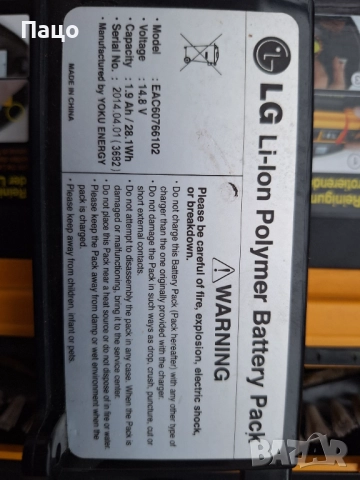 Пацо
LG Li-Ion Polymer Battery Pack
• Model : EAC60766102
• Voltage : 14,8 V
• Capacity : 1.9 Ah / 28.1Wh
• Manufactured by YOKU ENERGY
• Serial No. : 2014.04.01 (3682)
MADE IN CHINA
WARNING
Please be careful of fire, explosion, electric shock,
or breakdown.
• Do not charge this Battery Pack (Pack hereafter) with any other type of
charger than the one originally provided with the charger.
• Do not damage the Pack in such ways as drop, crush, puncture, cut or
short external contacts.
• Do not attempt to disassembly the pack in any case. When the Pack is
damaged or malfunctioning, bring it to the service center.
• Do not place this Pack near a heat source or do not dispose of in fire or water.
• Please keep the Pack away from damp or wet environment when the
pack is charged.
• Please keep away from children, infant or pets.
BAZAR